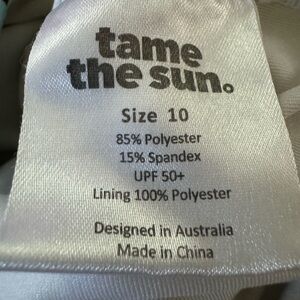 tame
the sun.
Size 10
85% Polyester
15% Spandex
UPF 50+
Lining 100% Polyester
Designed in Australia
Made in China